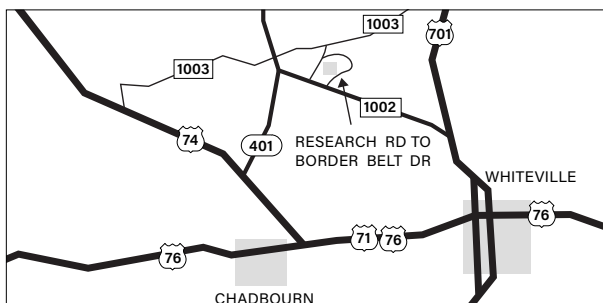 1003
701
1003
1002
74
401
RESEARCH RD TO
BORDER BELT DR
WHITEVILLE
76
71 76
76
CHADBOURN